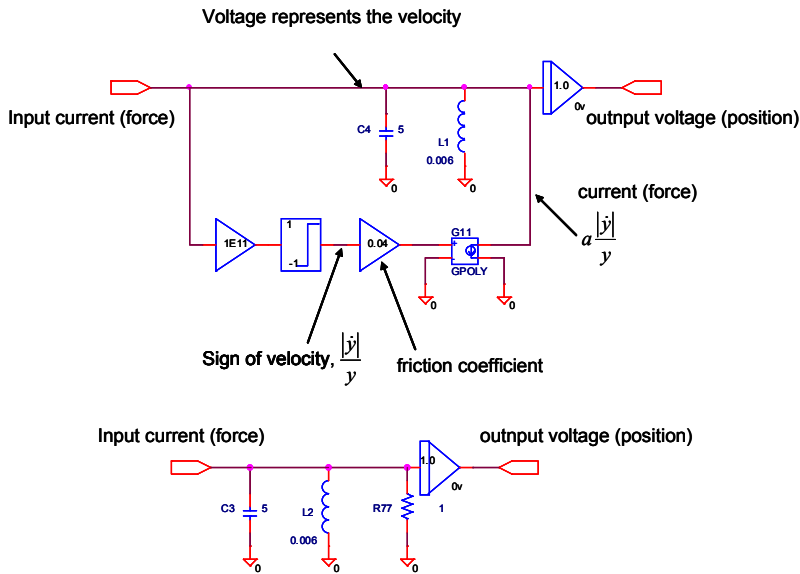 Voltage represents the velocity
Input current (force)
1.0
0v
outnput voltage (position)
C4 5
L1
0.006
0
0
current (force)
a |ẏ| / y
1E11
1
-1
0.04
G11
+
-
GPOLY
0
0
Sign of velocity, |ẏ| / y
friction coefficient
Input current (force)
outnput voltage (position)
1.0
0v
C3 5
L2
0.006
R77 1
0
0
0